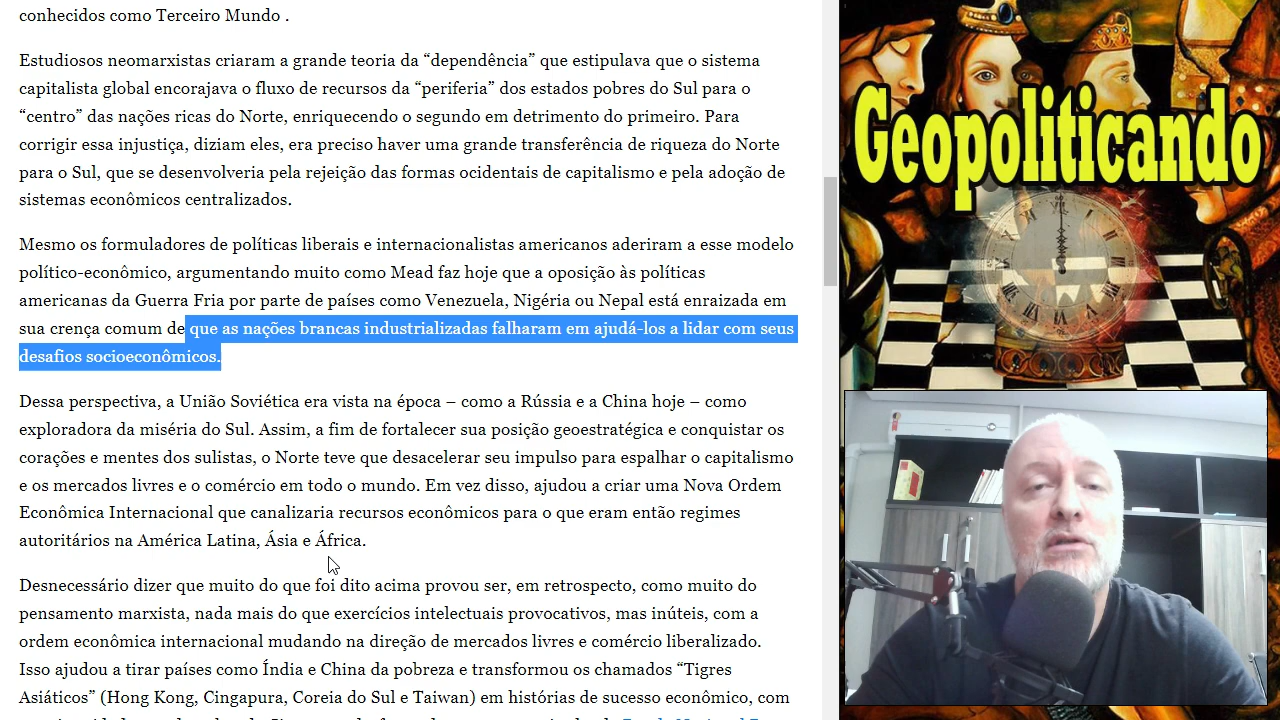 conhecidos como Terceiro Mundo .
Estudiosos neomarxistas criaram a grande teoria da “dependência” que estipulava que o sistema
capitalista global encorajava o fluxo de recursos da “periferia” dos estados pobres do Sul para o
“centro” das nações ricas do Norte, enriquecendo o segundo em detrimento do primeiro. Para
corrigir essa injustiça, diziam eles, era preciso haver uma grande transferência de riqueza do Norte
para o Sul, que se desenvolveria pela rejeição das formas ocidentais de capitalismo e pela adoção de
sistemas econômicos centralizados.
Mesmo os formuladores de políticas liberais e internacionalistas americanos aderiram a esse modelo
político-econômico, argumentando muito como Mead faz hoje que a oposição às políticas
americanas da Guerra Fria por parte de países como Venezuela, Nigéria ou Nepal está enraizada em
sua crença comum de que as nações brancas industrializadas falharam em ajudá-los a lidar com seus
desafios socioeconômicos.
Dessa perspectiva, a União Soviética era vista na época – como a Rússia e a China hoje – como
exploradora da miséria do Sul. Assim, a fim de fortalecer sua posição geoestratégica e conquistar os
corações e mentes dos sulistas, o Norte teve que desacelerar seu impulso para espalhar o capitalismo
e os mercados livres e o comércio em todo o mundo. Em vez disso, ajudou a criar uma Nova Ordem
Econômica Internacional que canalizaria recursos econômicos para o que eram então regimes
autoritários na América Latina, Ásia e África.
Desnecessário dizer que muito do que foi dito acima provou ser, em retrospecto, como muito do
pensamento marxista, nada mais do que exercícios intelectuais provocativos, mas inúteis, com a
ordem econômica internacional mudando na direção de mercados livres e comércio liberalizado.
Isso ajudou a tirar países como Índia e China da pobreza e transformou os chamados “Tigres
Asiáticos” (Hong Kong, Cingapura, Coreia do Sul e Taiwan) em histórias de sucesso econômico, com
Geopoliticando